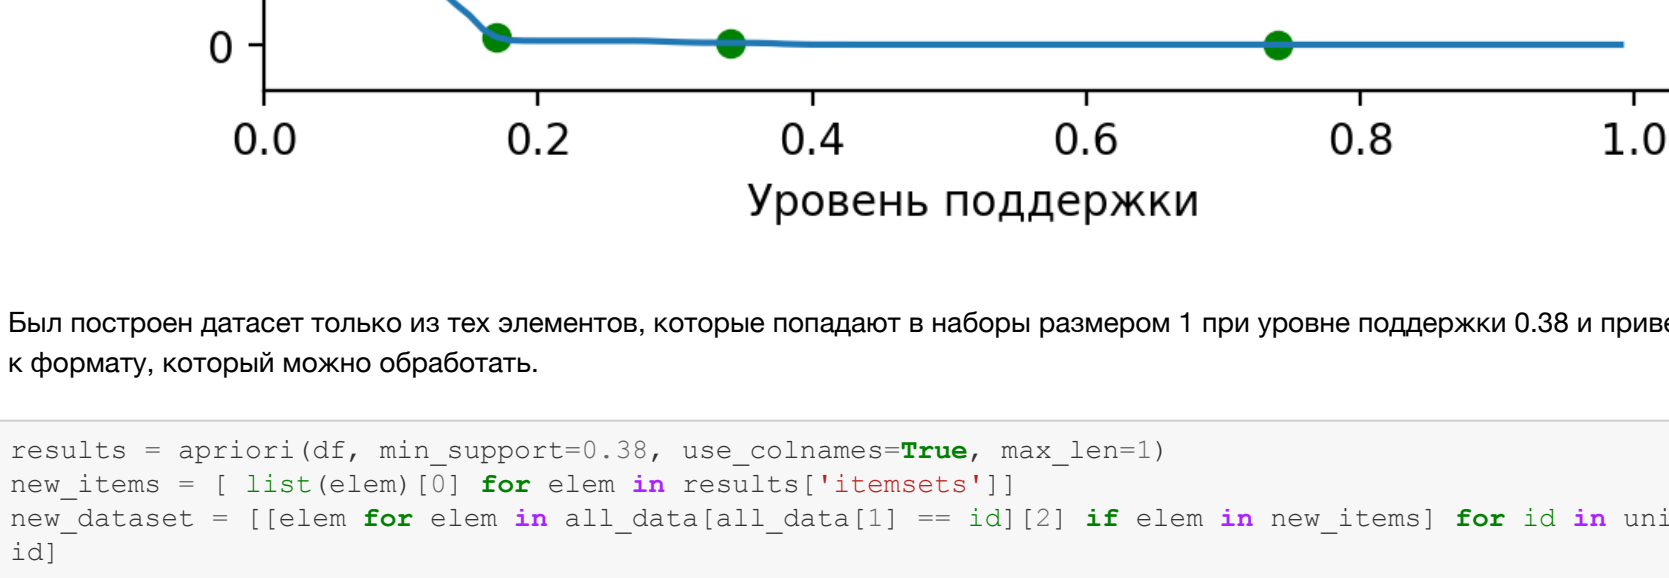 0
0.0 0.2 0.4 0.6 0.8 1.0
Уровень поддержки
Был построен датасет только из тех элементов, которые попадают в наборы размером 1 при уровне поддержки 0.38 и
к формату, который можно обработать.
results = apriori(df, min_support=0.38, use_colnames=True, max_len=1)
new_items = [ list(elem)[0] for elem in results['itemsets']]
new_dataset = [[elem for elem in all_data[all_data[1] == id][2] if elem in new_items] for id in uni
id]